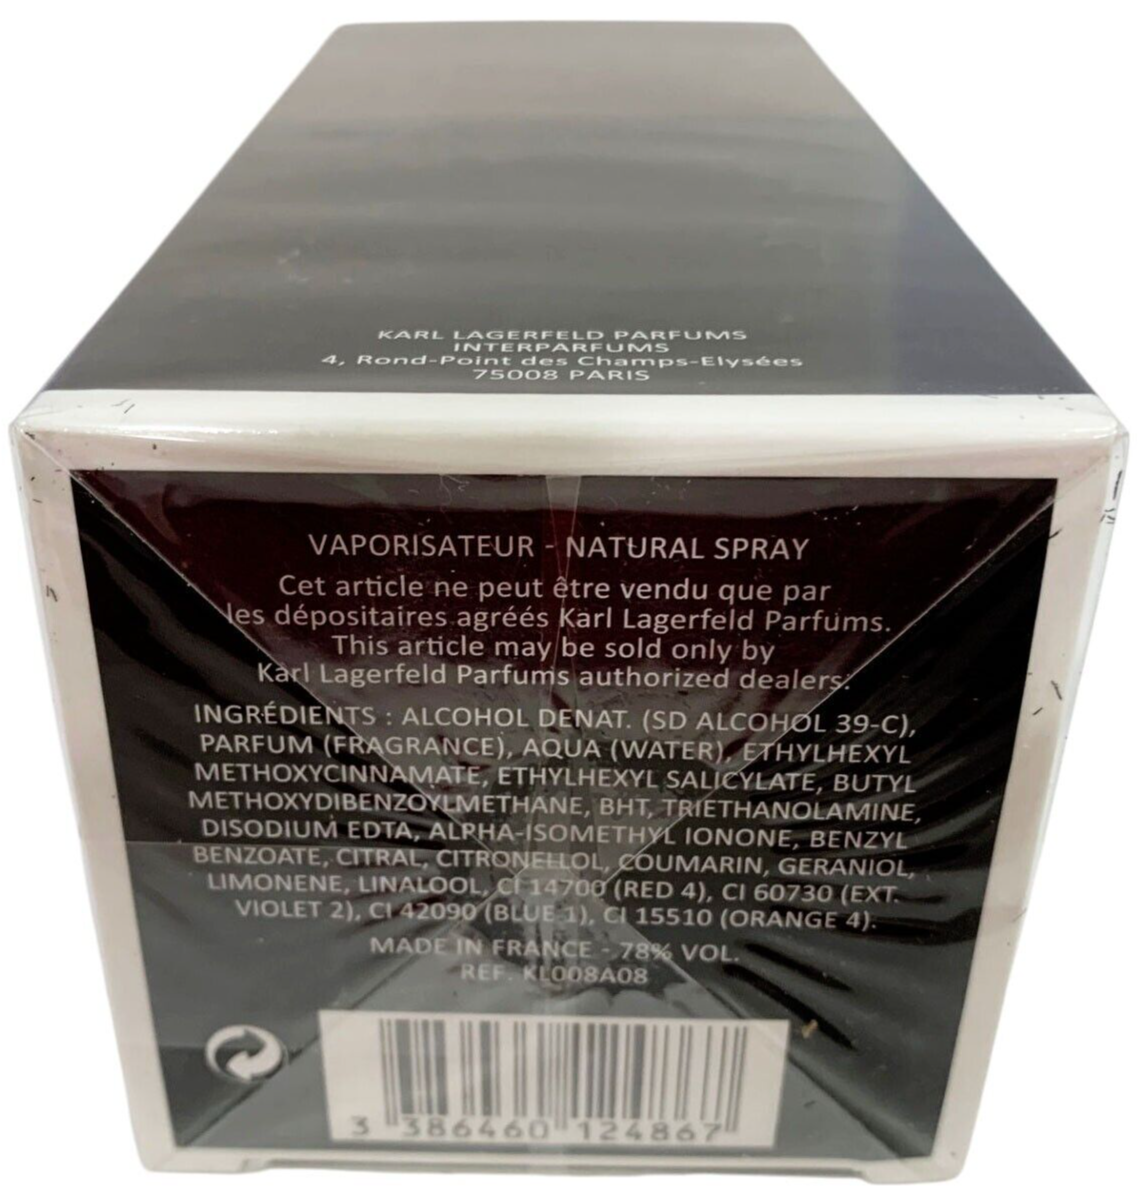 KARL LAGERFELD PARFUMS
INTERPARFUMS
4, Rond-Point des Champs-Elysées
75008 PARIS
VAPORISATEUR - NATURAL SPRAY
Cet article ne peut être vendu que par
les dépositaires agréés Karl Lagerfeld Parfums.
This article may be sold only by
Karl Lagerfeld Parfums authorized dealers.
INGRÉDIENTS : ALCOHOL DENAT. (SD ALCOHOL 39-C),
PARFUM (FRAGRANCE), AQUA (WATER), ETHYLHEXYL
METHOXYCINNAMATE, ETHYLHEXYL SALICYLATE, BUTYL
METHOXYDIBENZOYLMETHANE, BHT, TRIETHANOLAMINE,
DISODIUM EDTA, ALPHA-ISOMETHYL IONONE, BENZYL
BENZOATE, CITRAL, CITRONELLOL, COUMARIN, GERANIOL,
LIMONENE, LINALOOL, CI 14700 (RED 4), CI 60730 (EXT.
VIOLET 2), CI 42090 (BLUE 1), CI 15510 (ORANGE 4).
MADE IN FRANCE - 78% VOL.
REF. KL008A08
3 386460 124867